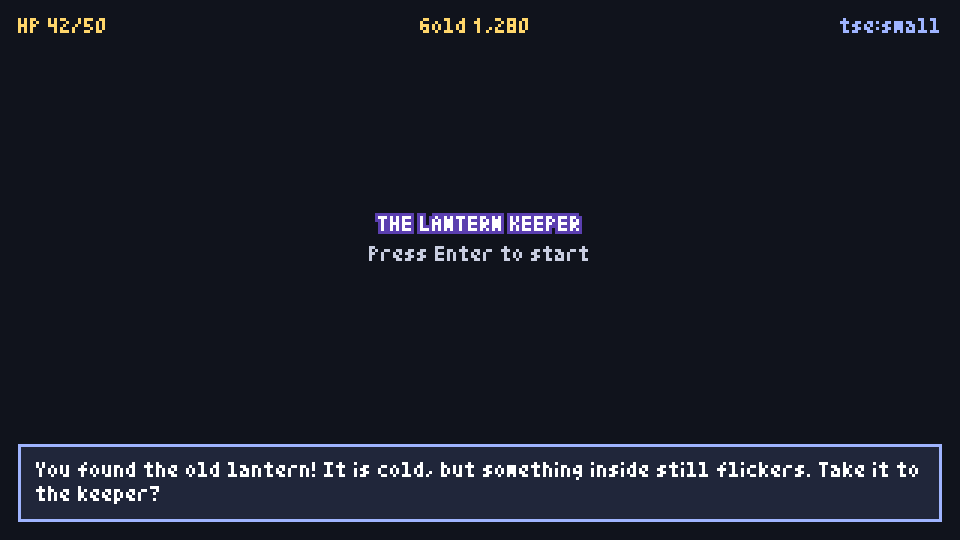 HP 42/50
Gold 1,280
tse:small
THE LANTERN KEEPER
Press Enter to start
You found the old lantern! It is cold, but something inside still flickers. Take it to
the keeper?